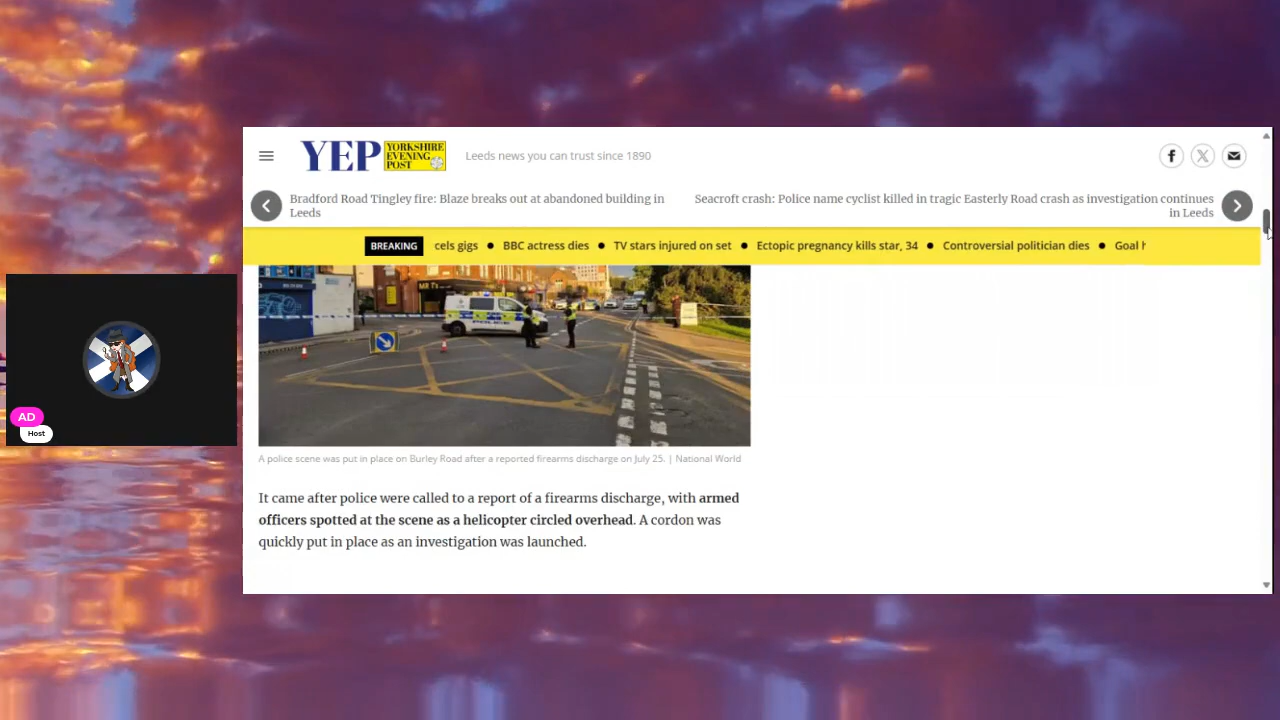 YEP YORKSHIRE
EVENING
POST
Leeds news you can trust since 1890
Bradford Road Tingley fire: Blaze breaks out at abandoned building in
Leeds
Seacroft crash: Police name cyclist killed in tragic Easterly Road crash as investigation continues
in Leeds
BREAKING
cels gigs ● BBC actress dies ● TV stars injured on set ● Ectopic pregnancy kills star, 34 ● Controversial politician dies ● Goal h
MR T's
POLICE
A police scene was put in place on Burley Road after a reported firearms discharge on July 25. | National World
It came after police were called to a report of a firearms discharge, with armed
officers spotted at the scene as a helicopter circled overhead. A cordon was
quickly put in place as an investigation was launched.
AD
Host